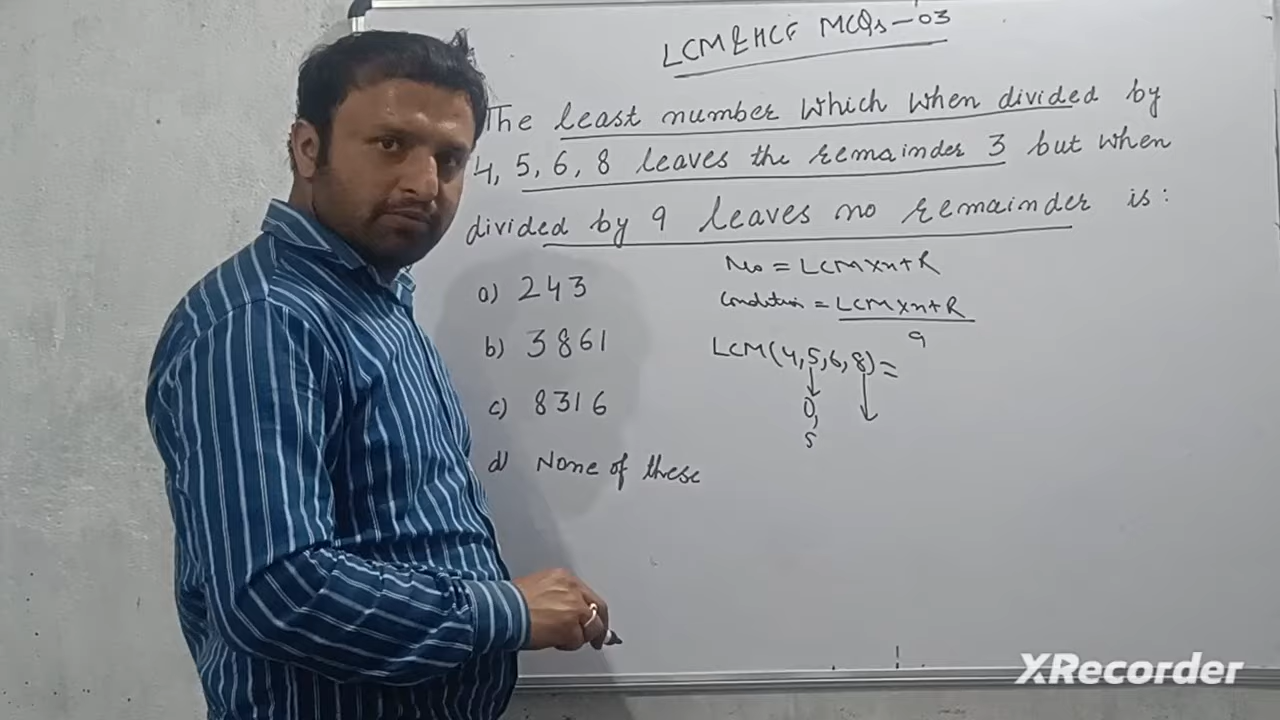 LCM & HCF MCQs-03
The least number which when divided by
4, 5, 6, 8 leaves the remainder 3 but when
divided by 9 leaves no remainder is:
a) 243
b) 3861
c) 8316
d) None of these
No = LCM×n+R
Condition = LCM×n+R
9
LCM(4,5,6,8)=
0,
5
XRecorder